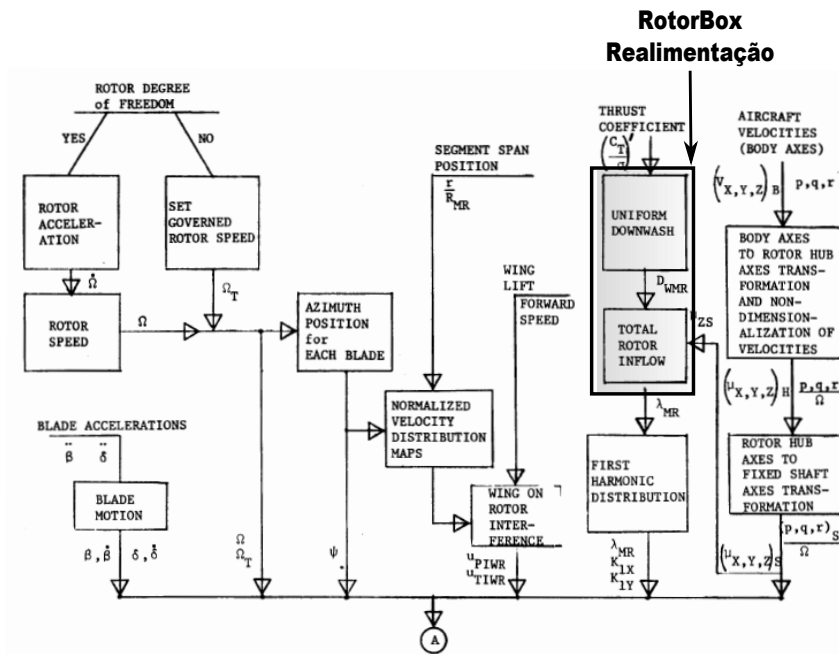 RotorBox
Realimentação
ROTOR DEGREE
of FREEDOM
YES
NO
ROTOR
ACCELER-
ATION
SET
GOVERNED
ROTOR SPEED
Ω̇
Ω_T
ROTOR
SPEED
Ω
AZIMUTH
POSITION
for
EACH BLADE
SEGMENT SPAN
POSITION
r
R_MR
WING
LIFT
FORWARD
SPEED
BLADE ACCELERATIONS
β̈ δ̈
BLADE
MOTION
β, β̇ δ, δ̇
Ω
Ω_T
ψ
NORMALIZED
VELOCITY
DISTRIBUTION
MAPS
WING ON
ROTOR
INTER-
FERENCE
u_PIWR
u_TIWR
THRUST
COEFFICIENT
(C_T/σ)'
UNIFORM
DOWNWASH
D_WMR
TOTAL
ROTOR
INFLOW
λ_MR
FIRST
HARMONIC
DISTRIBUTION
λ_MR
K_1X
K_1Y
AIRCRAFT
VELOCITIES
(BODY AXES)
(V_X,Y,Z)_B p,q,r
BODY AXES
TO ROTOR HUB
AXES TRANS-
FORMATION
AND NON-
DIMENSION-
ALIZATION OF
VELOCITIES
(μ_X,Y,Z)_H p,q,r
Ω
ROTOR HUB
AXES TO
FIXED SHAFT
AXES TRANS-
FORMATION
(p,q,r)_S
Ω
(μ_X,Y,Z)_S
A